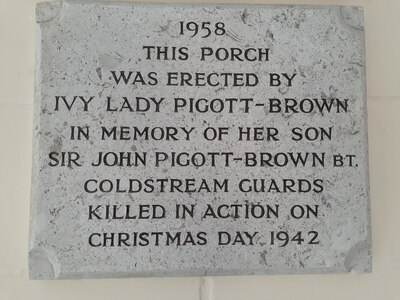 1958
THIS PORCH
WAS ERECTED BY
IVY LADY PIGOTT-BROWN
IN MEMORY OF HER SON
SIR JOHN PIGOTT-BROWN BT.
COLDSTREAM GUARDS
KILLED IN ACTION ON
CHRISTMAS DAY 1942